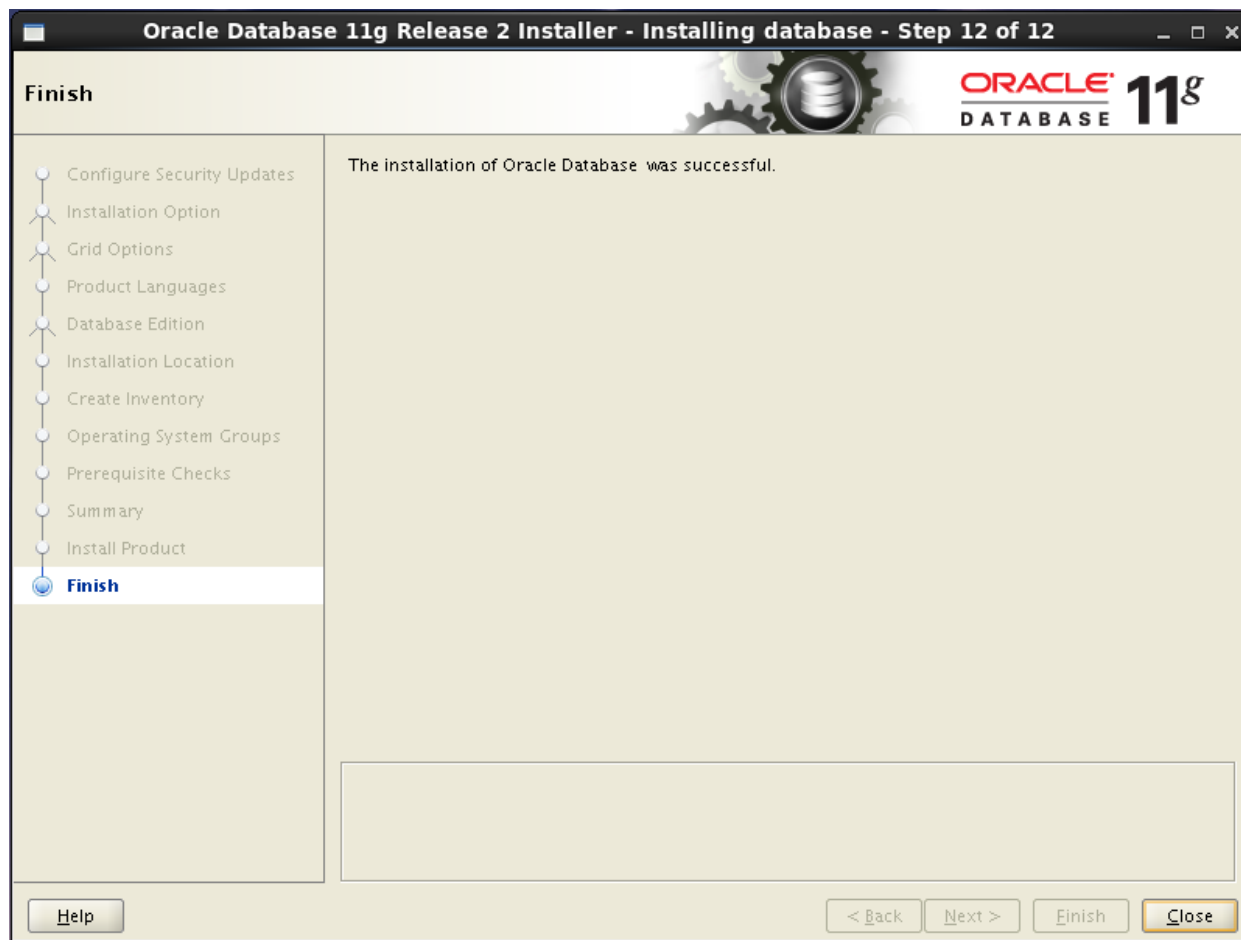 Oracle Database 11g Release 2 Installer - Installing database - Step 12 of 12
Finish
ORACLE DATABASE 11g
Configure Security Updates
Installation Option
Grid Options
Product Languages
Database Edition
Installation Location
Create Inventory
Operating System Groups
Prerequisite Checks
Summary
Install Product
Finish
The installation of Oracle Database was successful.
Help
< Back
Next >
Finish
Close